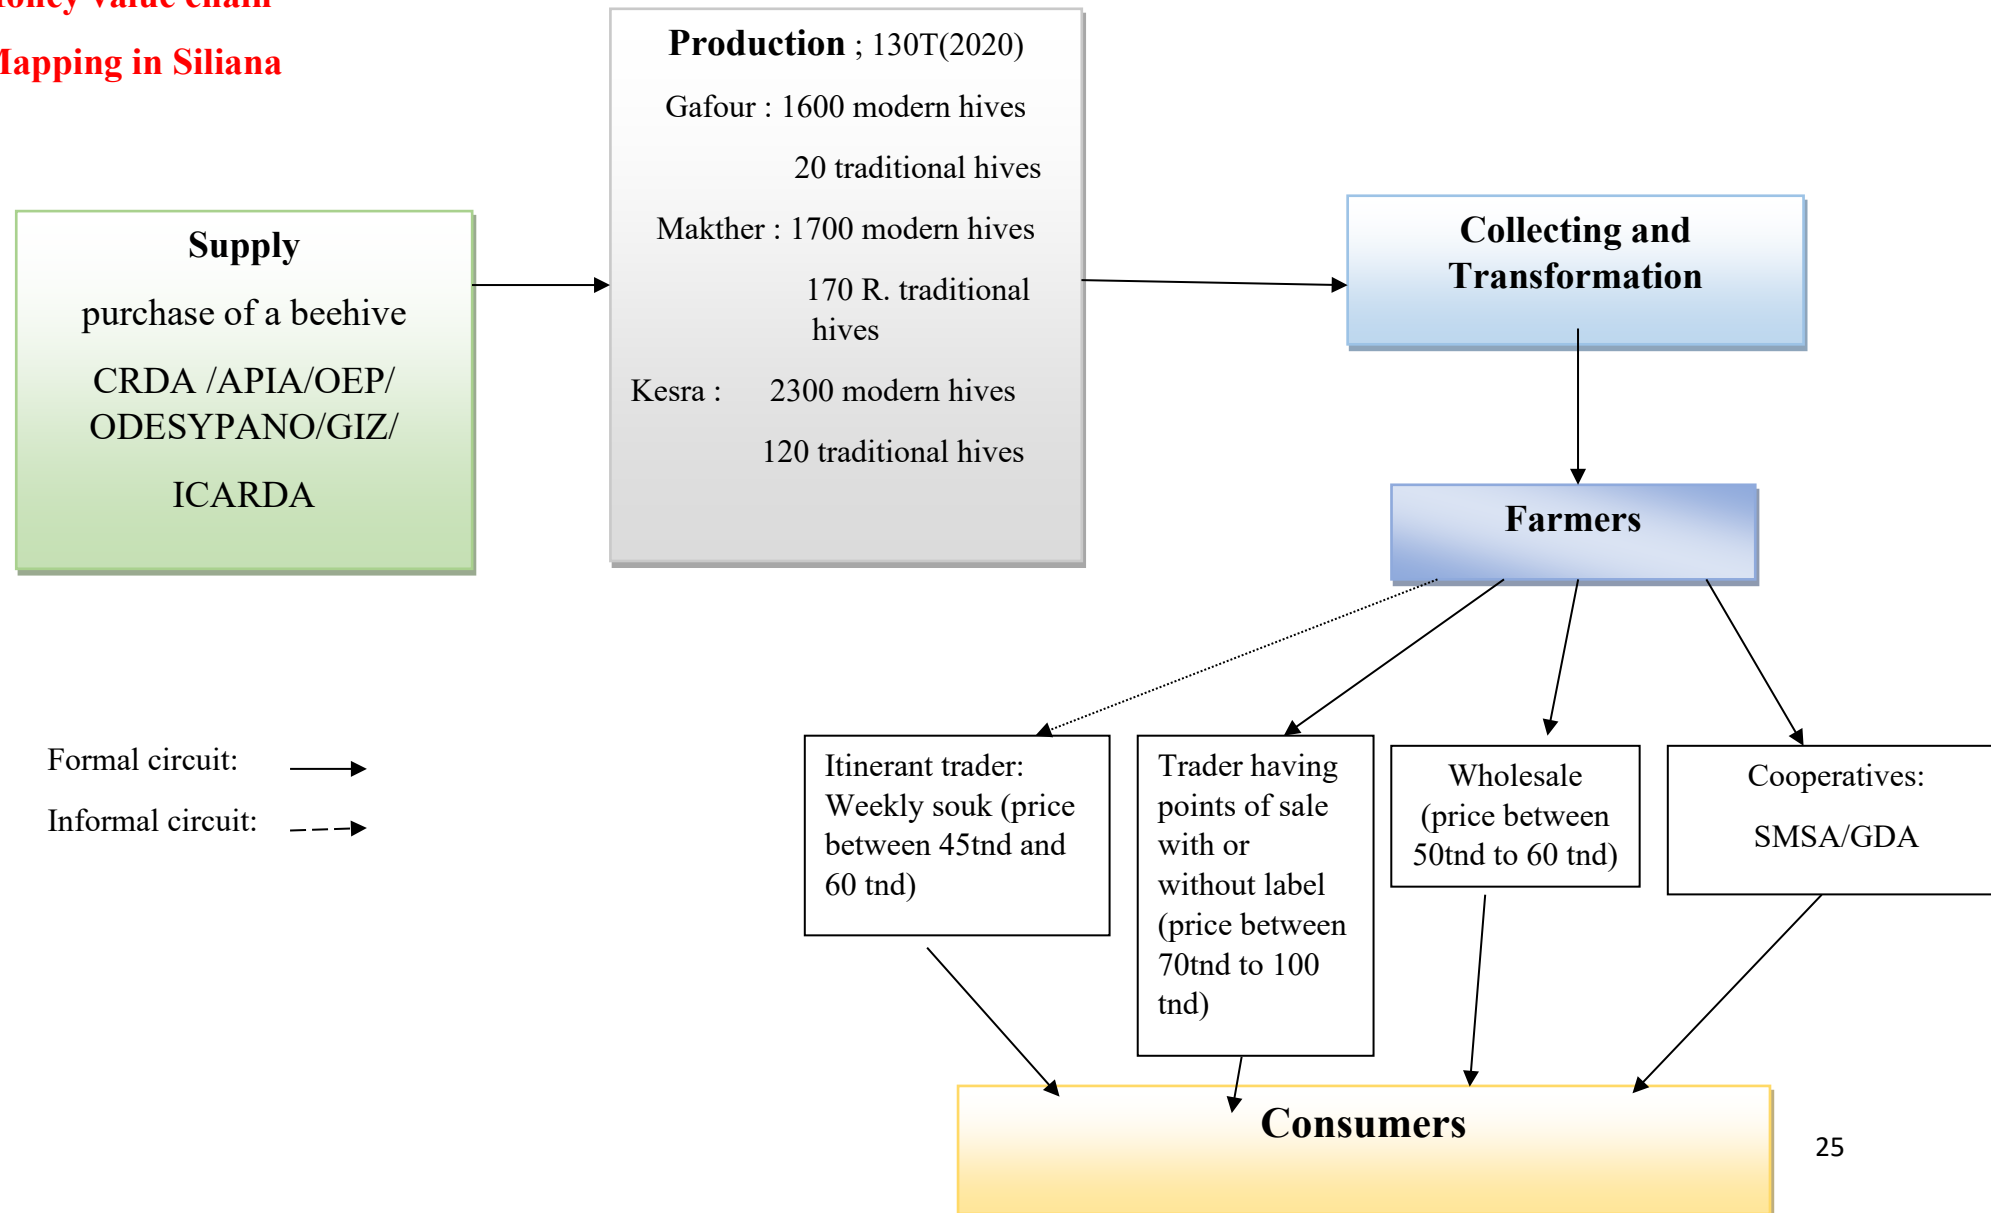 oney value chain
Mapping in Siliana
Production ; 130T(2020)
Gafour : 1600 modern hives
20 traditional hives
Makther : 1700 modern hives
170 R. traditional
hives
Kesra : 2300 modern hives
120 traditional hives
Supply
purchase of a beehive
CRDA /APIA/OEP/
ODESYPANO/GIZ/
ICARDA
Collecting and
Transformation
Farmers
Formal circuit:
Informal circuit:
Itinerant trader:
Weekly souk (price
between 45tnd and
60 tnd)
Trader having
points of sale
with or
without label
(price between
70tnd to 100
tnd)
Wholesale
(price between
50tnd to 60 tnd)
Cooperatives:
SMSA/GDA
Consumers
25